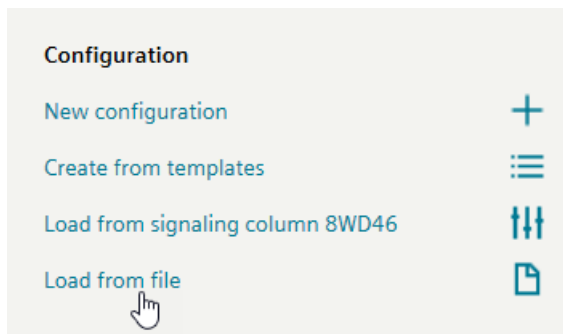 Configuration
New configuration
Create from templates
Load from signaling column 8WD46
Load from file